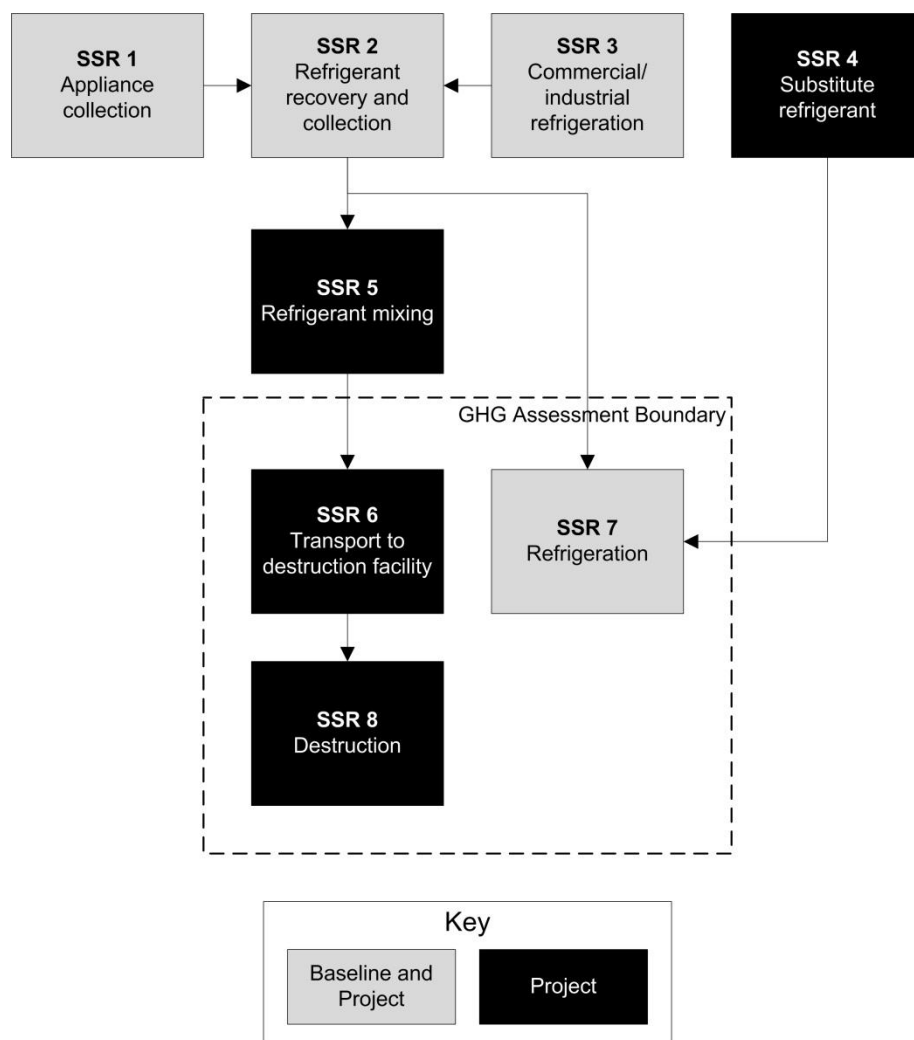 SSR 1
Appliance
collection
SSR 2
Refrigerant
recovery and
collection
SSR 3
Commercial/
industrial
refrigeration
SSR 4
Substitute
refrigerant
SSR 5
Refrigerant mixing
GHG Assessment Boundary
SSR 6
Transport to
destruction facility
SSR 7
Refrigeration
SSR 8
Destruction
Key
Baseline and
Project
Project